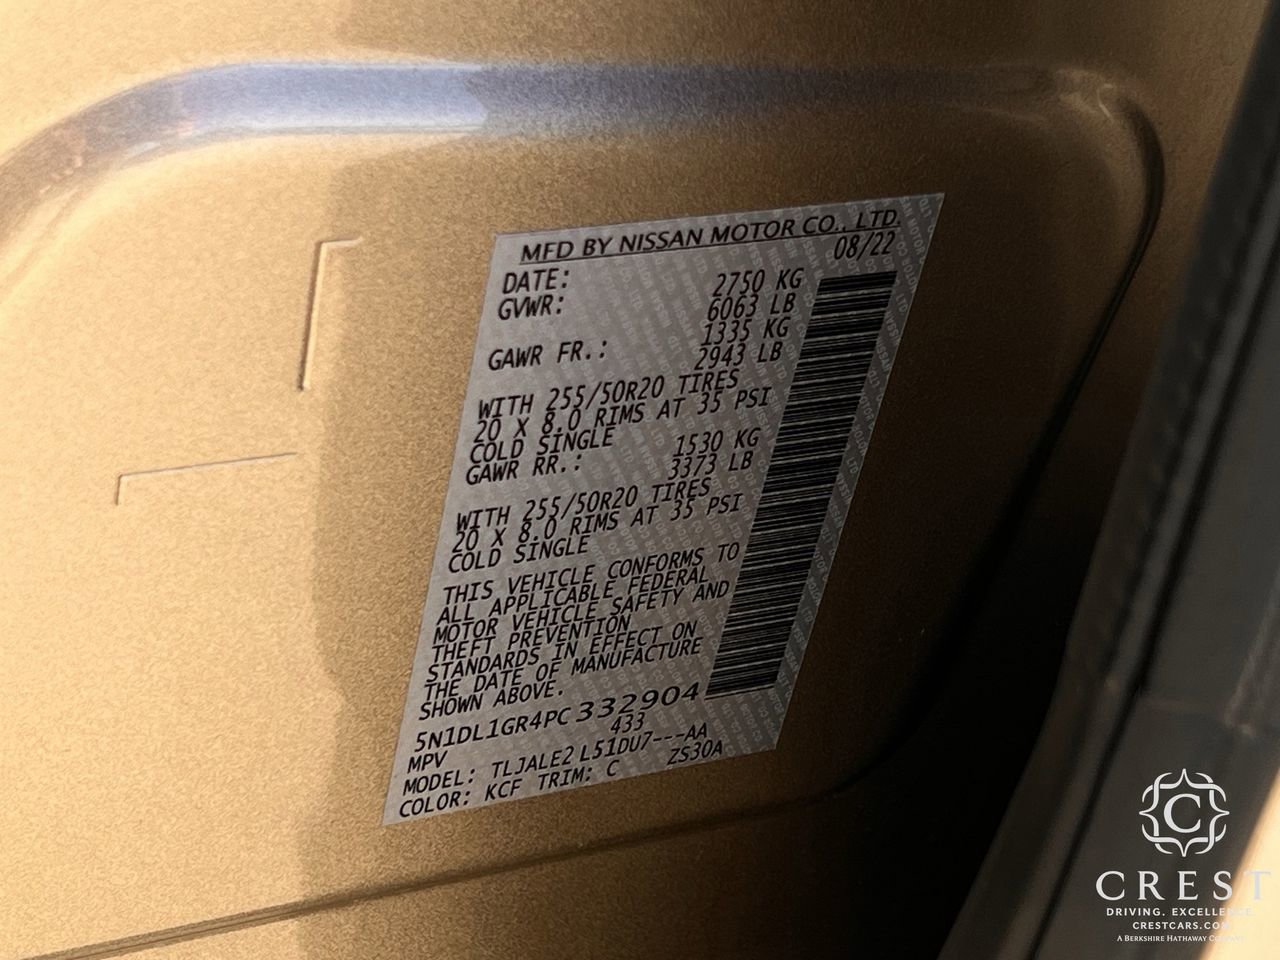 MFD BY NISSAN MOTOR CO., LTD.
DATE: 08/22
GVWR: 2750 KG
6063 LB
GAWR FR.: 1335 KG
2943 LB
WITH 255/50R20 TIRES
20 X 8.0 RIMS AT 35 PSI
COLD SINGLE
GAWR RR.: 1530 KG
3373 LB
WITH 255/50R20 TIRES
20 X 8.0 RIMS AT 35 PSI
COLD SINGLE
THIS VEHICLE CONFORMS TO
ALL APPLICABLE FEDERAL
MOTOR VEHICLE SAFETY AND
THEFT PREVENTION
STANDARDS IN EFFECT ON
THE DATE OF MANUFACTURE
SHOWN ABOVE.
5N1DL1GR4PC332904
MPV 433
MODEL: TLJALE2 L51DU7---AA
COLOR: KCF TRIM: C ZS30A
C
CREST
DRIVING. EXCELLENCE.
CRESTCARS.COM
A BERKSHIRE HATHAWAY COMPANY